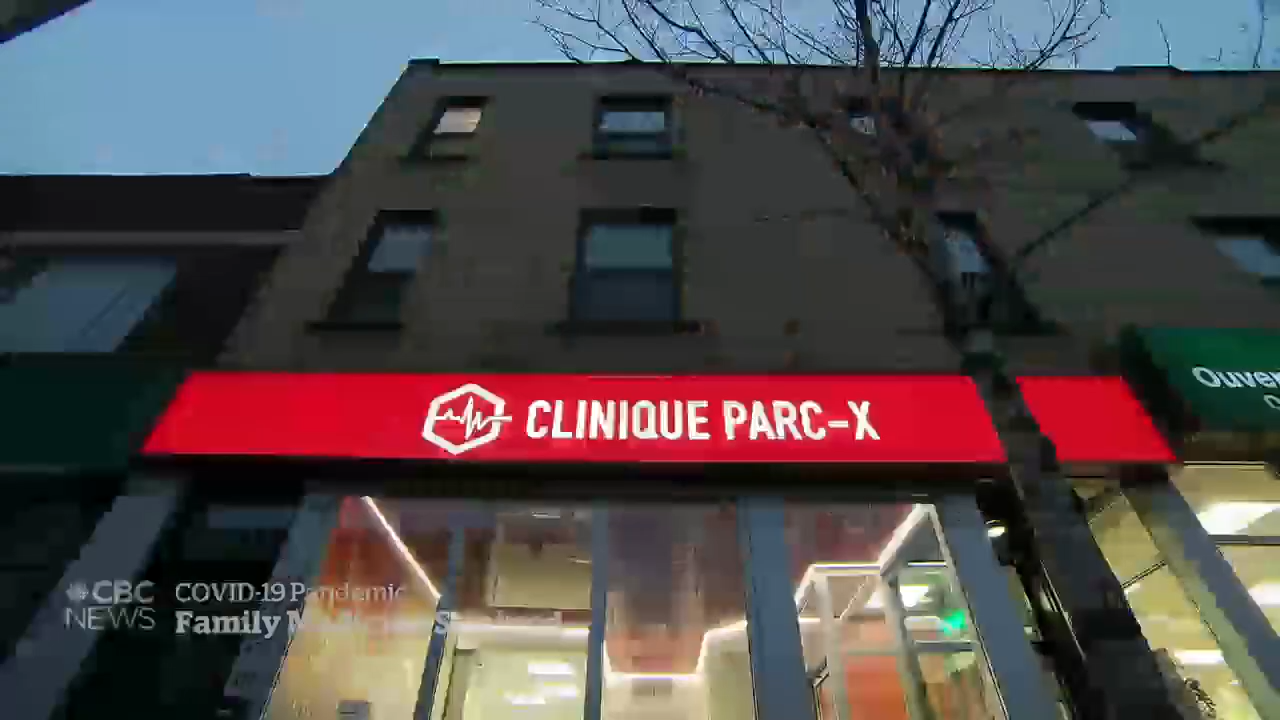 CLINIQUE PARC-X
Ouver
CBC
NEWS
COVID-19 Pandemic
Family